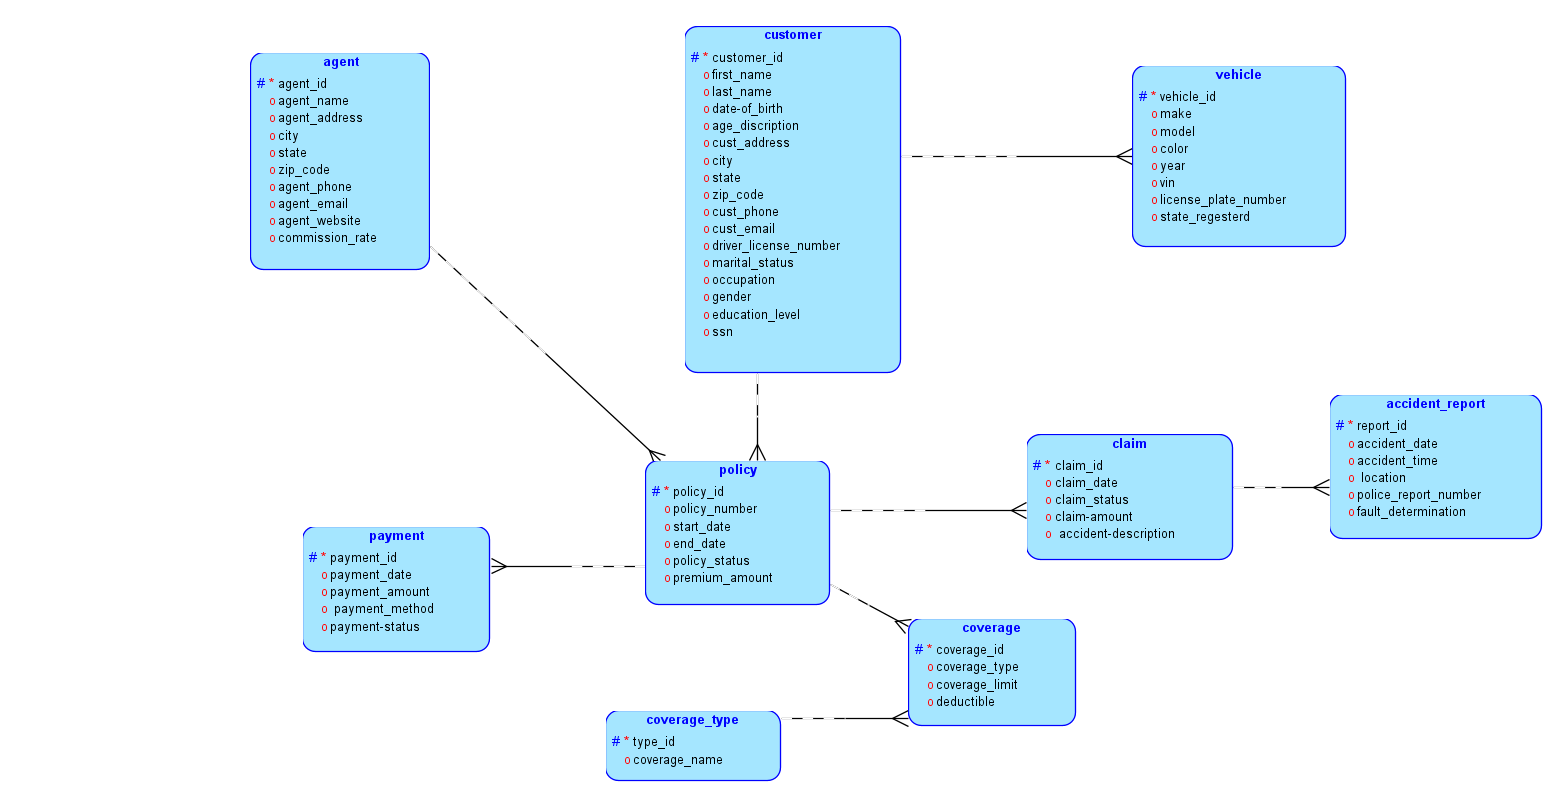 agent
# * agent_id
o agent_name
o agent_address
o city
o state
o zip_code
o agent_phone
o agent_email
o agent_website
o commission_rate
customer
# * customer_id
o first_name
o last_name
o date-of_birth
o age_discription
o cust_address
o city
o state
o zip_code
o cust_phone
o cust_email
o driver_license_number
o marital_status
o occupation
o gender
o education_level
o ssn
vehicle
# * vehicle_id
o make
o model
o color
o year
o vin
o license_plate_number
o state_regesterd
policy
# * policy_id
o policy_number
o start_date
o end_date
o policy_status
o premium_amount
claim
# * claim_id
o claim_date
o claim_status
o claim-amount
o accident-description
accident_report
# * report_id
o accident_date
o accident_time
o location
o police_report_number
o fault_determination
payment
# * payment_id
o payment_date
o payment_amount
o payment_method
o payment-status
coverage
# * coverage_id
o coverage_type
o coverage_limit
o deductible
coverage_type
# * type_id
o coverage_name